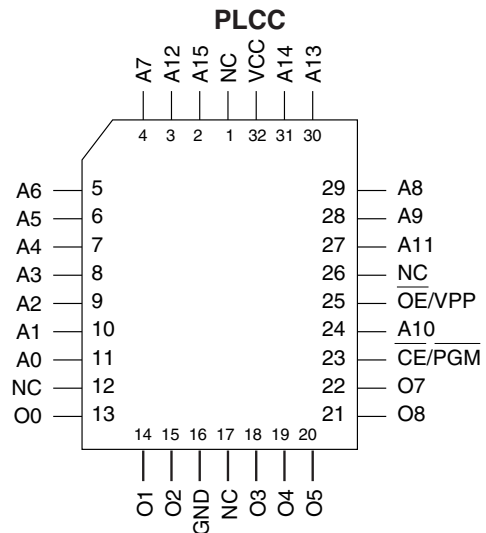 PLCC
A7 A12 A15 NC VCC A14 A13
4 3 2 1 32 31 30
A6 5 29 A8
A5 6 28 A9
A4 7 27 A11
A3 8 26 NC
A2 9 25 OE/VPP
A1 10 24 A10
A0 11 23 CE/PGM
NC 12 22 O7
O0 13 21 O8
14 15 16 17 18 19 20
O1 O2 GND NC O3 O4 O5